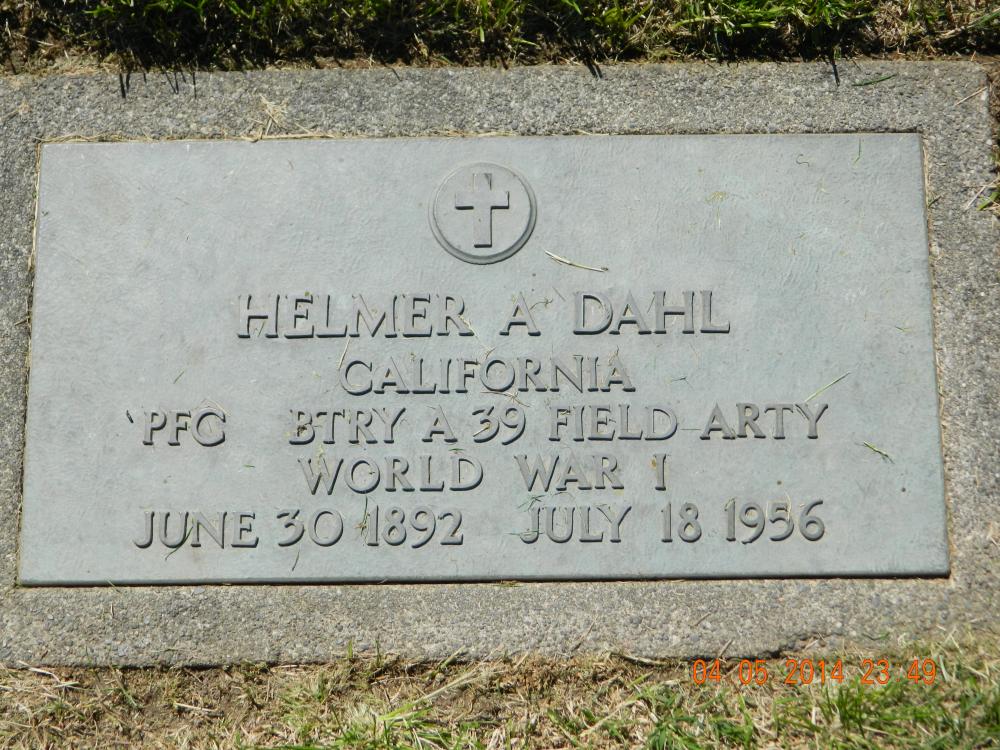 HELMER A DAHL
CALIFORNIA
PFC BTRY A 39 FIELD ARTY
WORLD WAR I
JUNE 30 1892 JULY 18 1956
04 05 2014 23 49